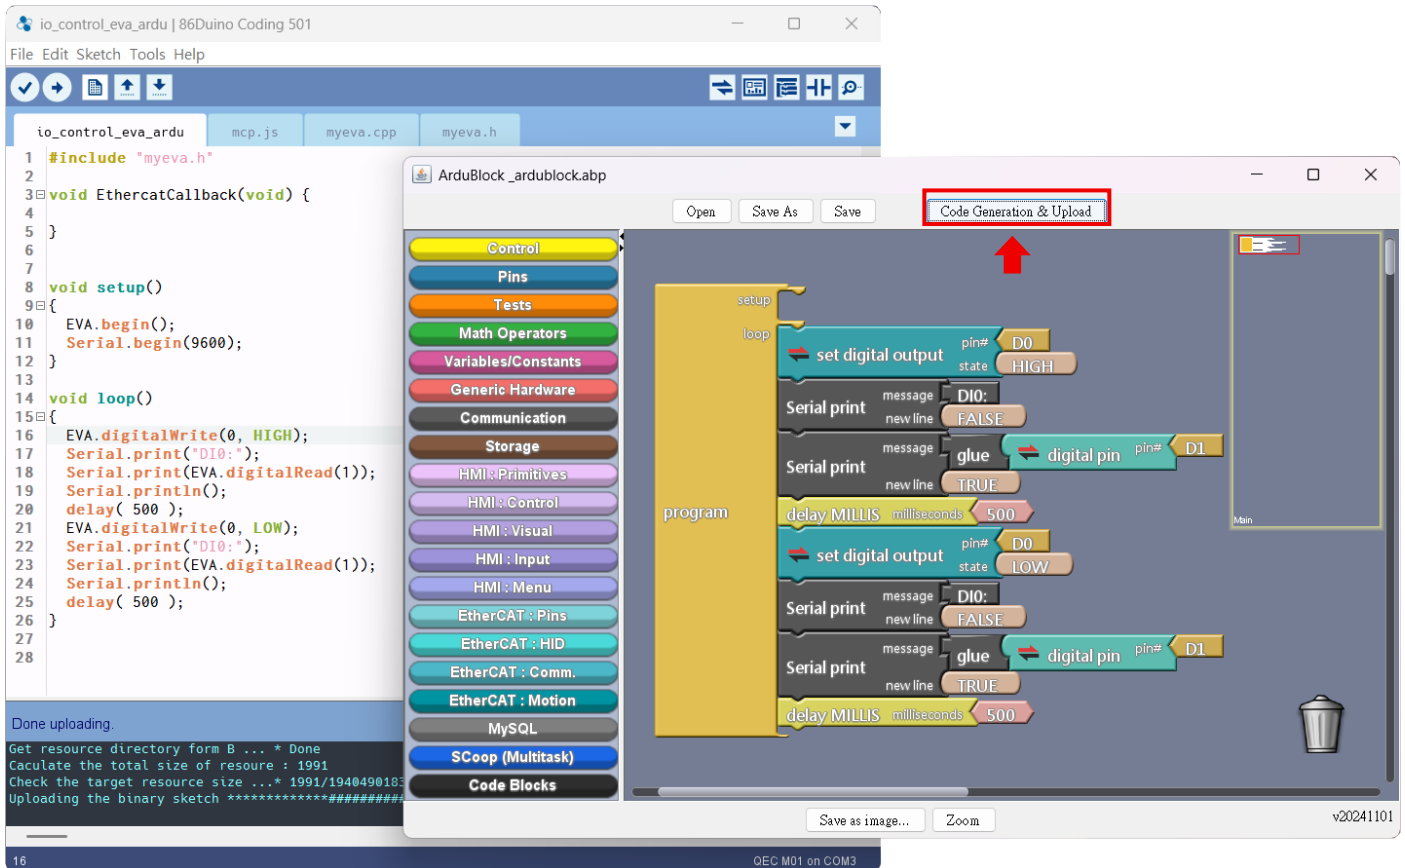 io_control_eva_ardu | 86Duino Coding 501
File Edit Sketch Tools Help
io_control_eva_ardu mcp.js myeva.cpp myeva.h
1 #include "myeva.h"
2
3 void EthercatCallback(void) {
4
5 }
6
7
8 void setup()
9 {
10 EVA.begin();
11 Serial.begin(9600);
12 }
13
14 void loop()
15 {
16 EVA.digitalWrite(0, HIGH);
17 Serial.print("DI0:");
18 Serial.print(EVA.digitalRead(1));
19 Serial.println();
20 delay( 500 );
21 EVA.digitalWrite(0, LOW);
22 Serial.print("DI0:");
23 Serial.print(EVA.digitalRead(1));
24 Serial.println();
25 delay( 500 );
26 }
27
28
Done uploading.
Get resource directory form B ... * Done
Caculate the total size of resoure : 1991
Check the target resource size ...* 1991/1940490183
Uploading the binary sketch *************##########
16
QEC M01 on COM3
ArduBlock _ardublock.abp
Open Save As Save Code Generation & Upload
Control
Pins
Tests
Math Operators
Variables/Constants
Generic Hardware
Communication
Storage
HMI : Primitives
HMI : Control
HMI : Visual
HMI : Input
HMI : Menu
EtherCAT : Pins
EtherCAT : HID
EtherCAT : Comm.
EtherCAT : Motion
MySQL
SCoop (Multitask)
Code Blocks
program
setup
loop
set digital output pin# D0
state HIGH
Serial print message DI0:
new line FALSE
Serial print message glue digital pin pin# D1
new line TRUE
delay MILLIS milliseconds 500
set digital output pin# D0
state LOW
Serial print message DI0:
new line FALSE
Serial print message glue digital pin pin# D1
new line TRUE
delay MILLIS milliseconds 500
Main
Save as image... Zoom
v20241101